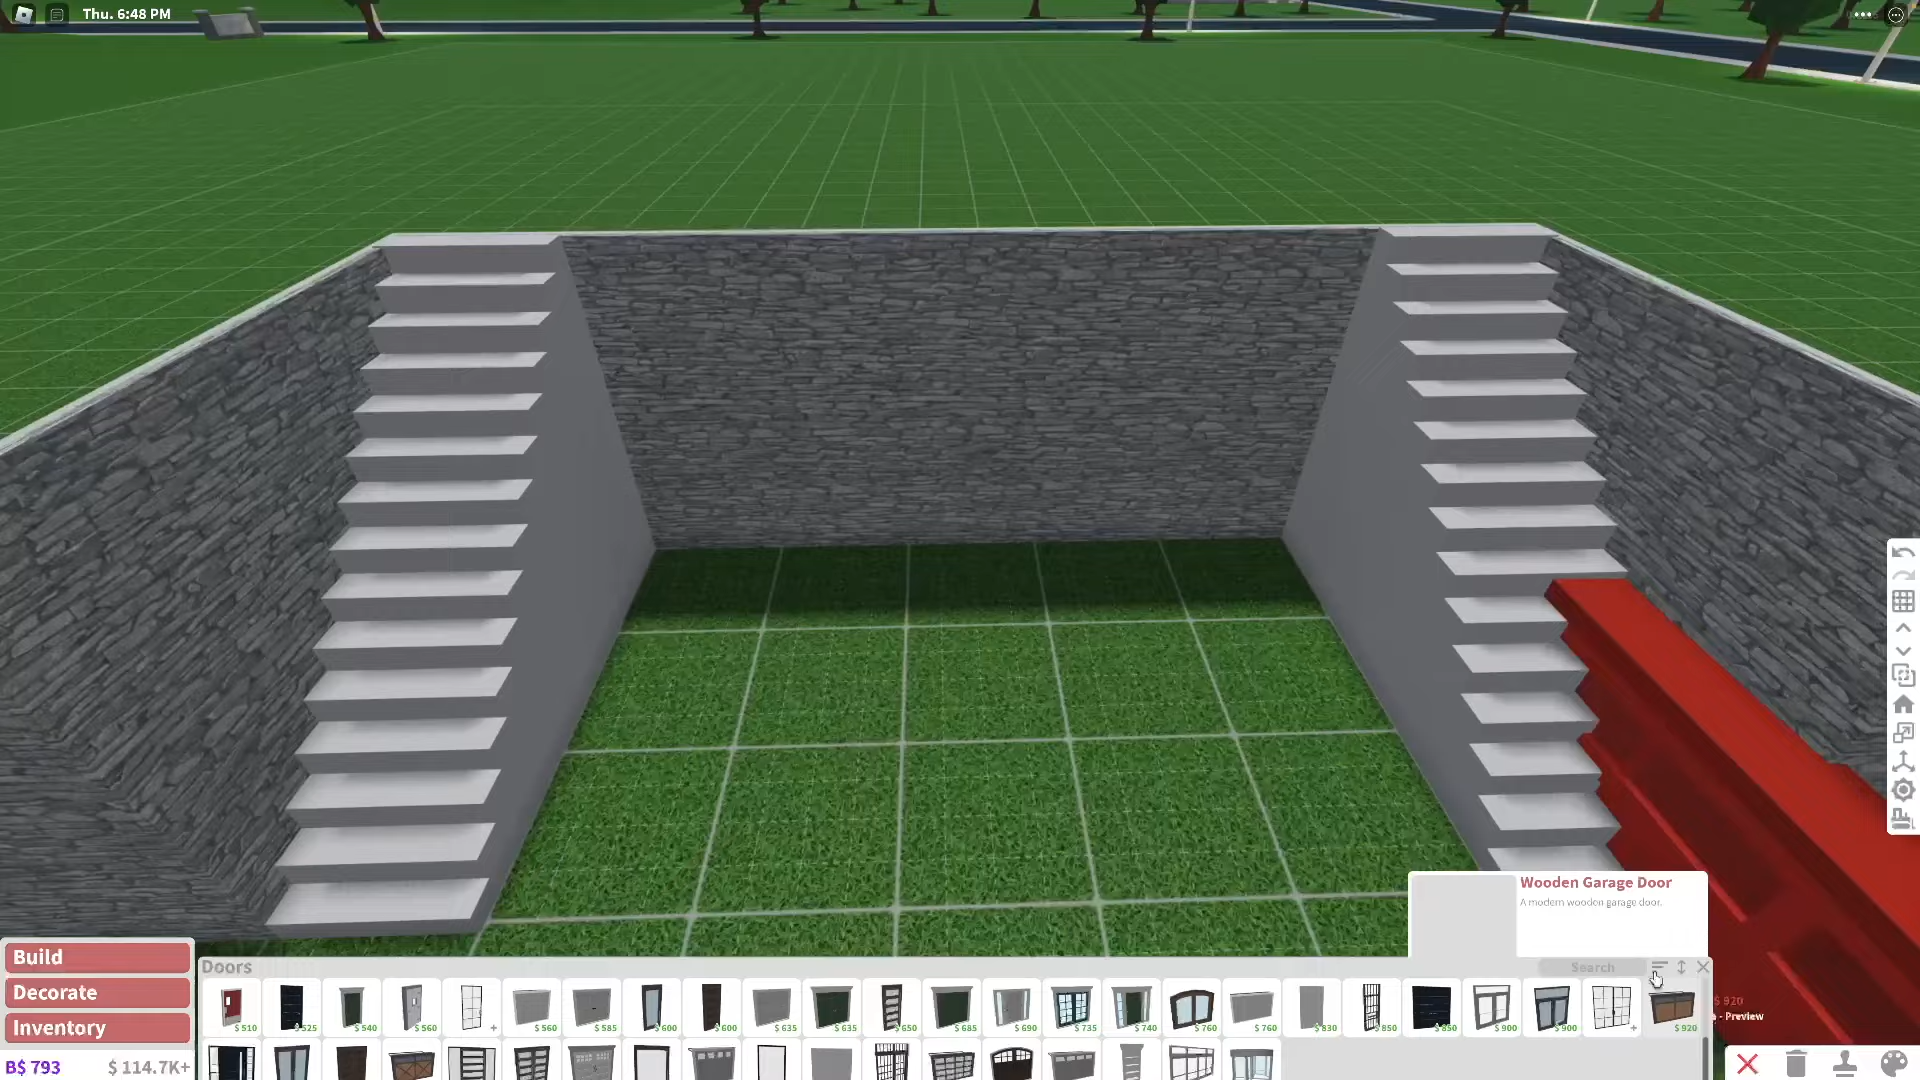 Thu. 6:48 PM
Wooden Garage Door
A modern wooden garage door.
Build
Decorate
Inventory
B$ 793 $ 114.7K+
Doors
Search
$ 510 $ 525 $ 540 $ 560 + $ 560 $ 585 $ 600 $ 600 $ 635 $ 635 $ 650 $ 685 $ 690 $ 735 $ 740 $ 760 $ 760 $ 830 $ 850 $ 850 $ 900 $ 900 + $ 920
$ 920
- Preview